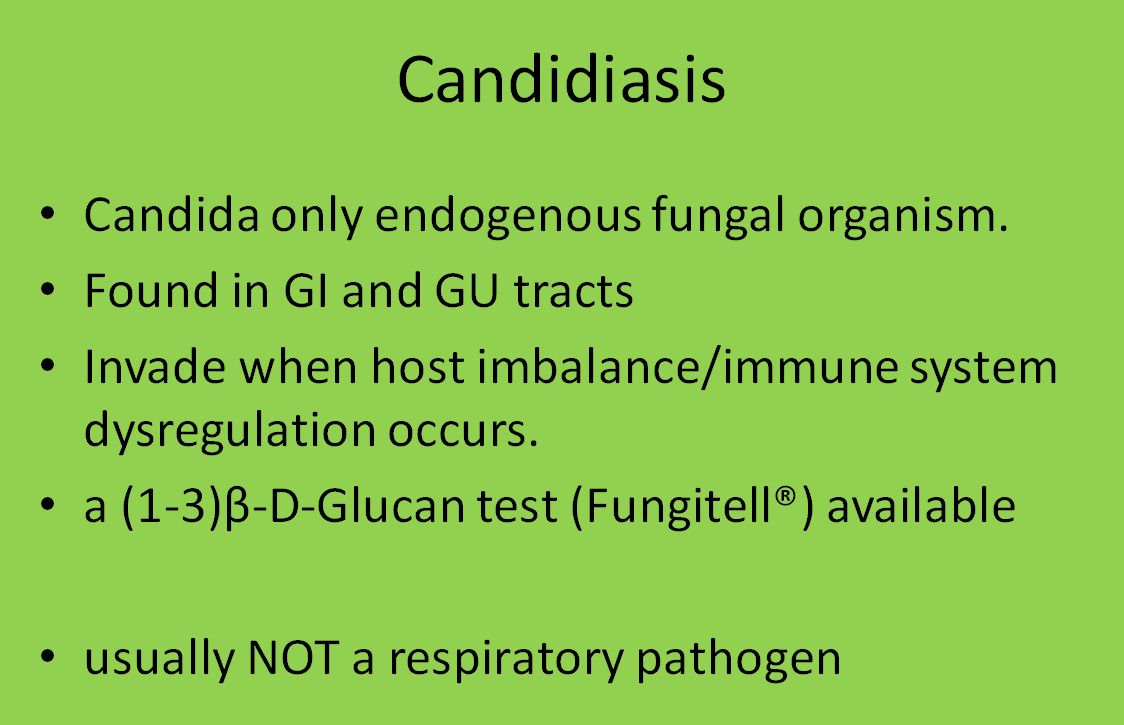 Candidiasis
• Candida only endogenous fungal organism.
• Found in GI and GU tracts
• Invade when host imbalance/immune system
dysregulation occurs.
• a (1-3)β-D-Glucan test (Fungitell®) available
• usually NOT a respiratory pathogen